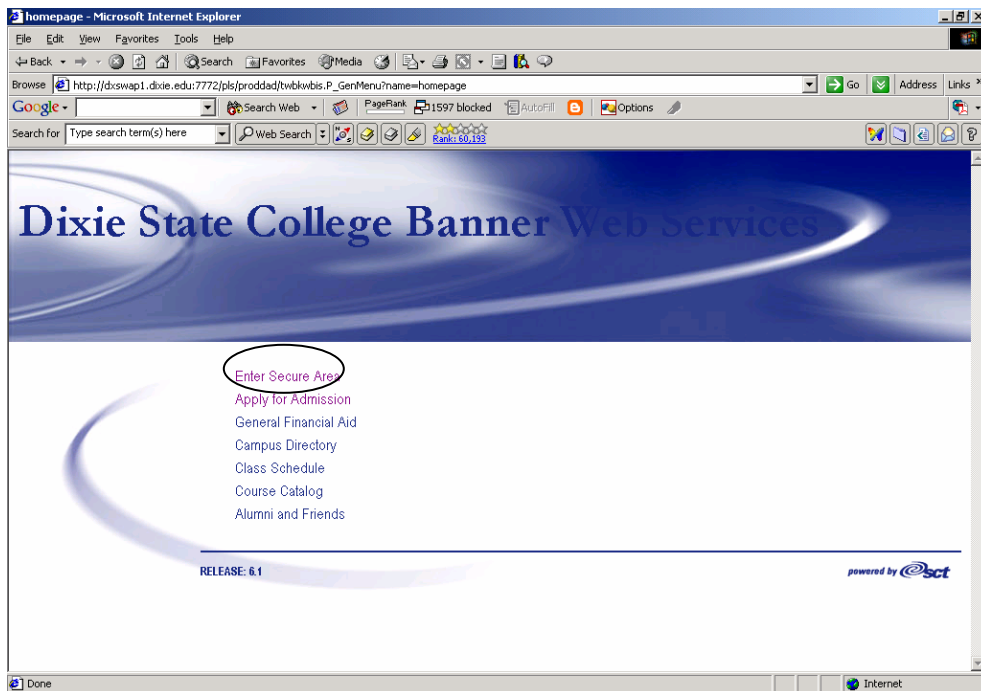 homepage - Microsoft Internet Explorer
File Edit View Favorites Tools Help
Back Search Favorites Media
Browse http://dxswap1.dixie.edu:7772/pls/proddad/twbkwbis.P_GenMenu?name=homepage Go Address Links »
Google Search Web PageRank 1597 blocked AutoFill Options
Search for Type search term(s) here Web Search Rank: 60,193
Dixie State College Banner Web Services
Enter Secure Area
Apply for Admission
General Financial Aid
Campus Directory
Class Schedule
Course Catalog
Alumni and Friends
RELEASE: 6.1 powered by sct
Done Internet